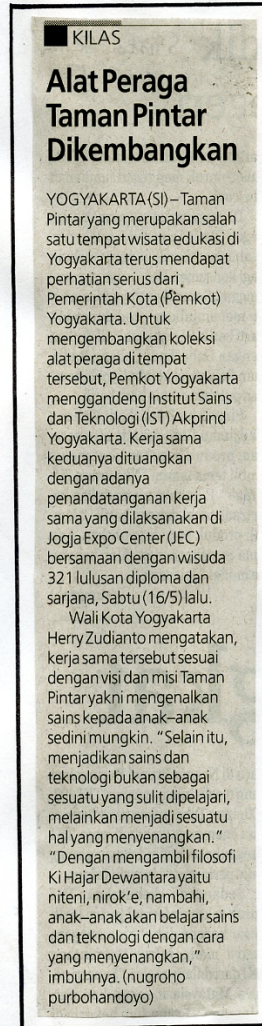 KILAS
Alat Peraga
Taman Pintar
Dikembangkan
YOGYAKARTA (SI) – Taman
Pintar yang merupakan salah
satu tempat wisata edukasi di
Yogyakarta terus mendapat
perhatian serius dari
Pemerintah Kota (Pemkot)
Yogyakarta. Untuk
mengembangkan koleksi
alat peraga di tempat
tersebut, Pemkot Yogyakarta
menggandeng Institut Sains
dan Teknologi (IST) Akprind
Yogyakarta. Kerja sama
keduanya dituangkan
dengan adanya
penandatanganan kerja
sama yang dilaksanakan di
Jogja Expo Center (JEC)
bersamaan dengan wisuda
321 lulusan diploma dan
sarjana, Sabtu (16/5) lalu.
Wali Kota Yogyakarta
Herry Zudianto mengatakan,
kerja sama tersebut sesuai
dengan visi dan misi Taman
Pintar yakni mengenalkan
sains kepada anak–anak
sedini mungkin. “Selain itu,
menjadikan sains dan
teknologi bukan sebagai
sesuatu yang sulit dipelajari,
melainkan menjadi sesuatu
hal yang menyenangkan.”
“Dengan mengambil filosofi
Ki Hajar Dewantara yaitu
niteni, nirok’e, nambahi,
anak–anak akan belajar sains
dan teknologi dengan cara
yang menyenangkan,”
imbuhnya. (nugroho
purbohandoyo)